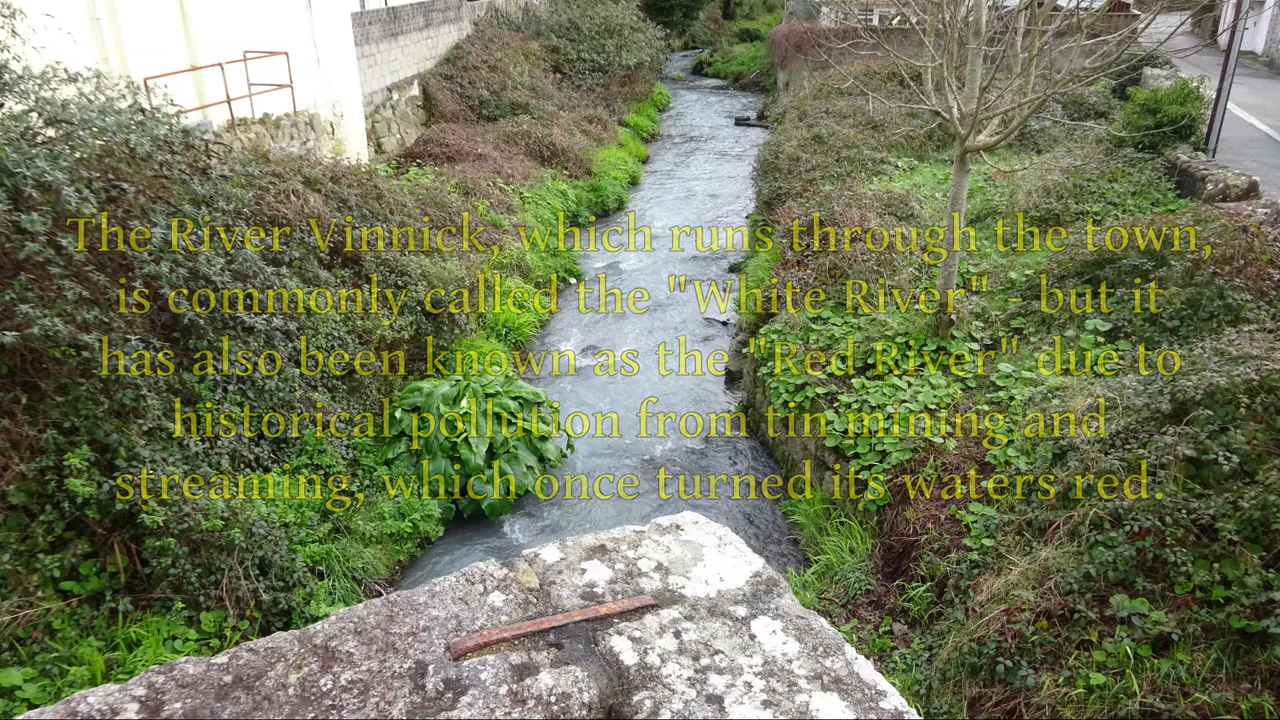 The River Vinnick, which runs through the town,
is commonly called the "White River" - but it
has also been known as the "Red River" due to
historical pollution from tin mining and
streaming, which once turned its waters red.